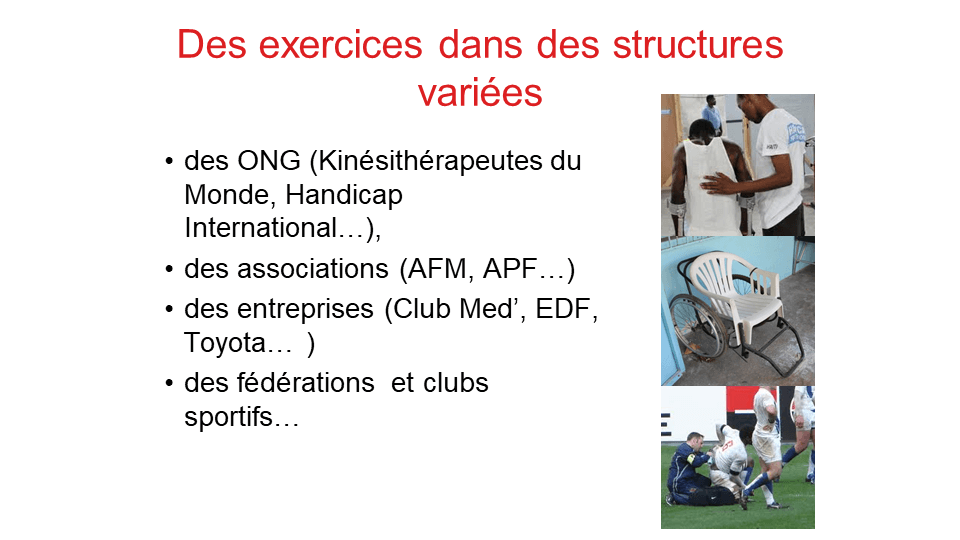 Des exercices dans des structures
variées
• des ONG (Kinésithérapeutes du
Monde, Handicap
International…),
• des associations (AFM, APF…)
• des entreprises (Club Med’, EDF,
Toyota… )
• des fédérations  et clubs
sportifs…